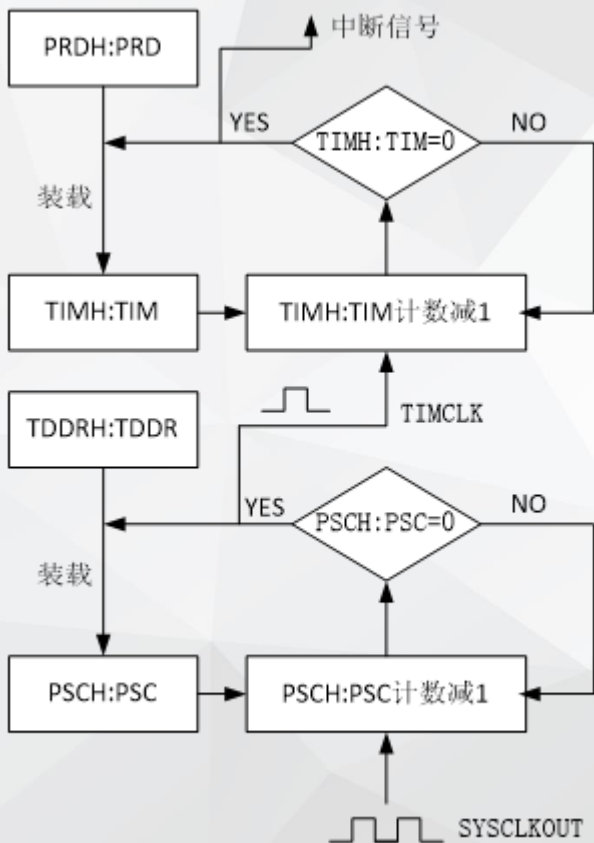 PRDH:PRD
中断信号
YES
TIMH:TIM=0
NO
装载
TIMH:TIM
TIMH:TIM计数减1
TDDRH:TDDR
TIMCLK
YES
PSCH:PSC=0
NO
装载
PSCH:PSC
PSCH:PSC计数减1
SYSCLKOUT